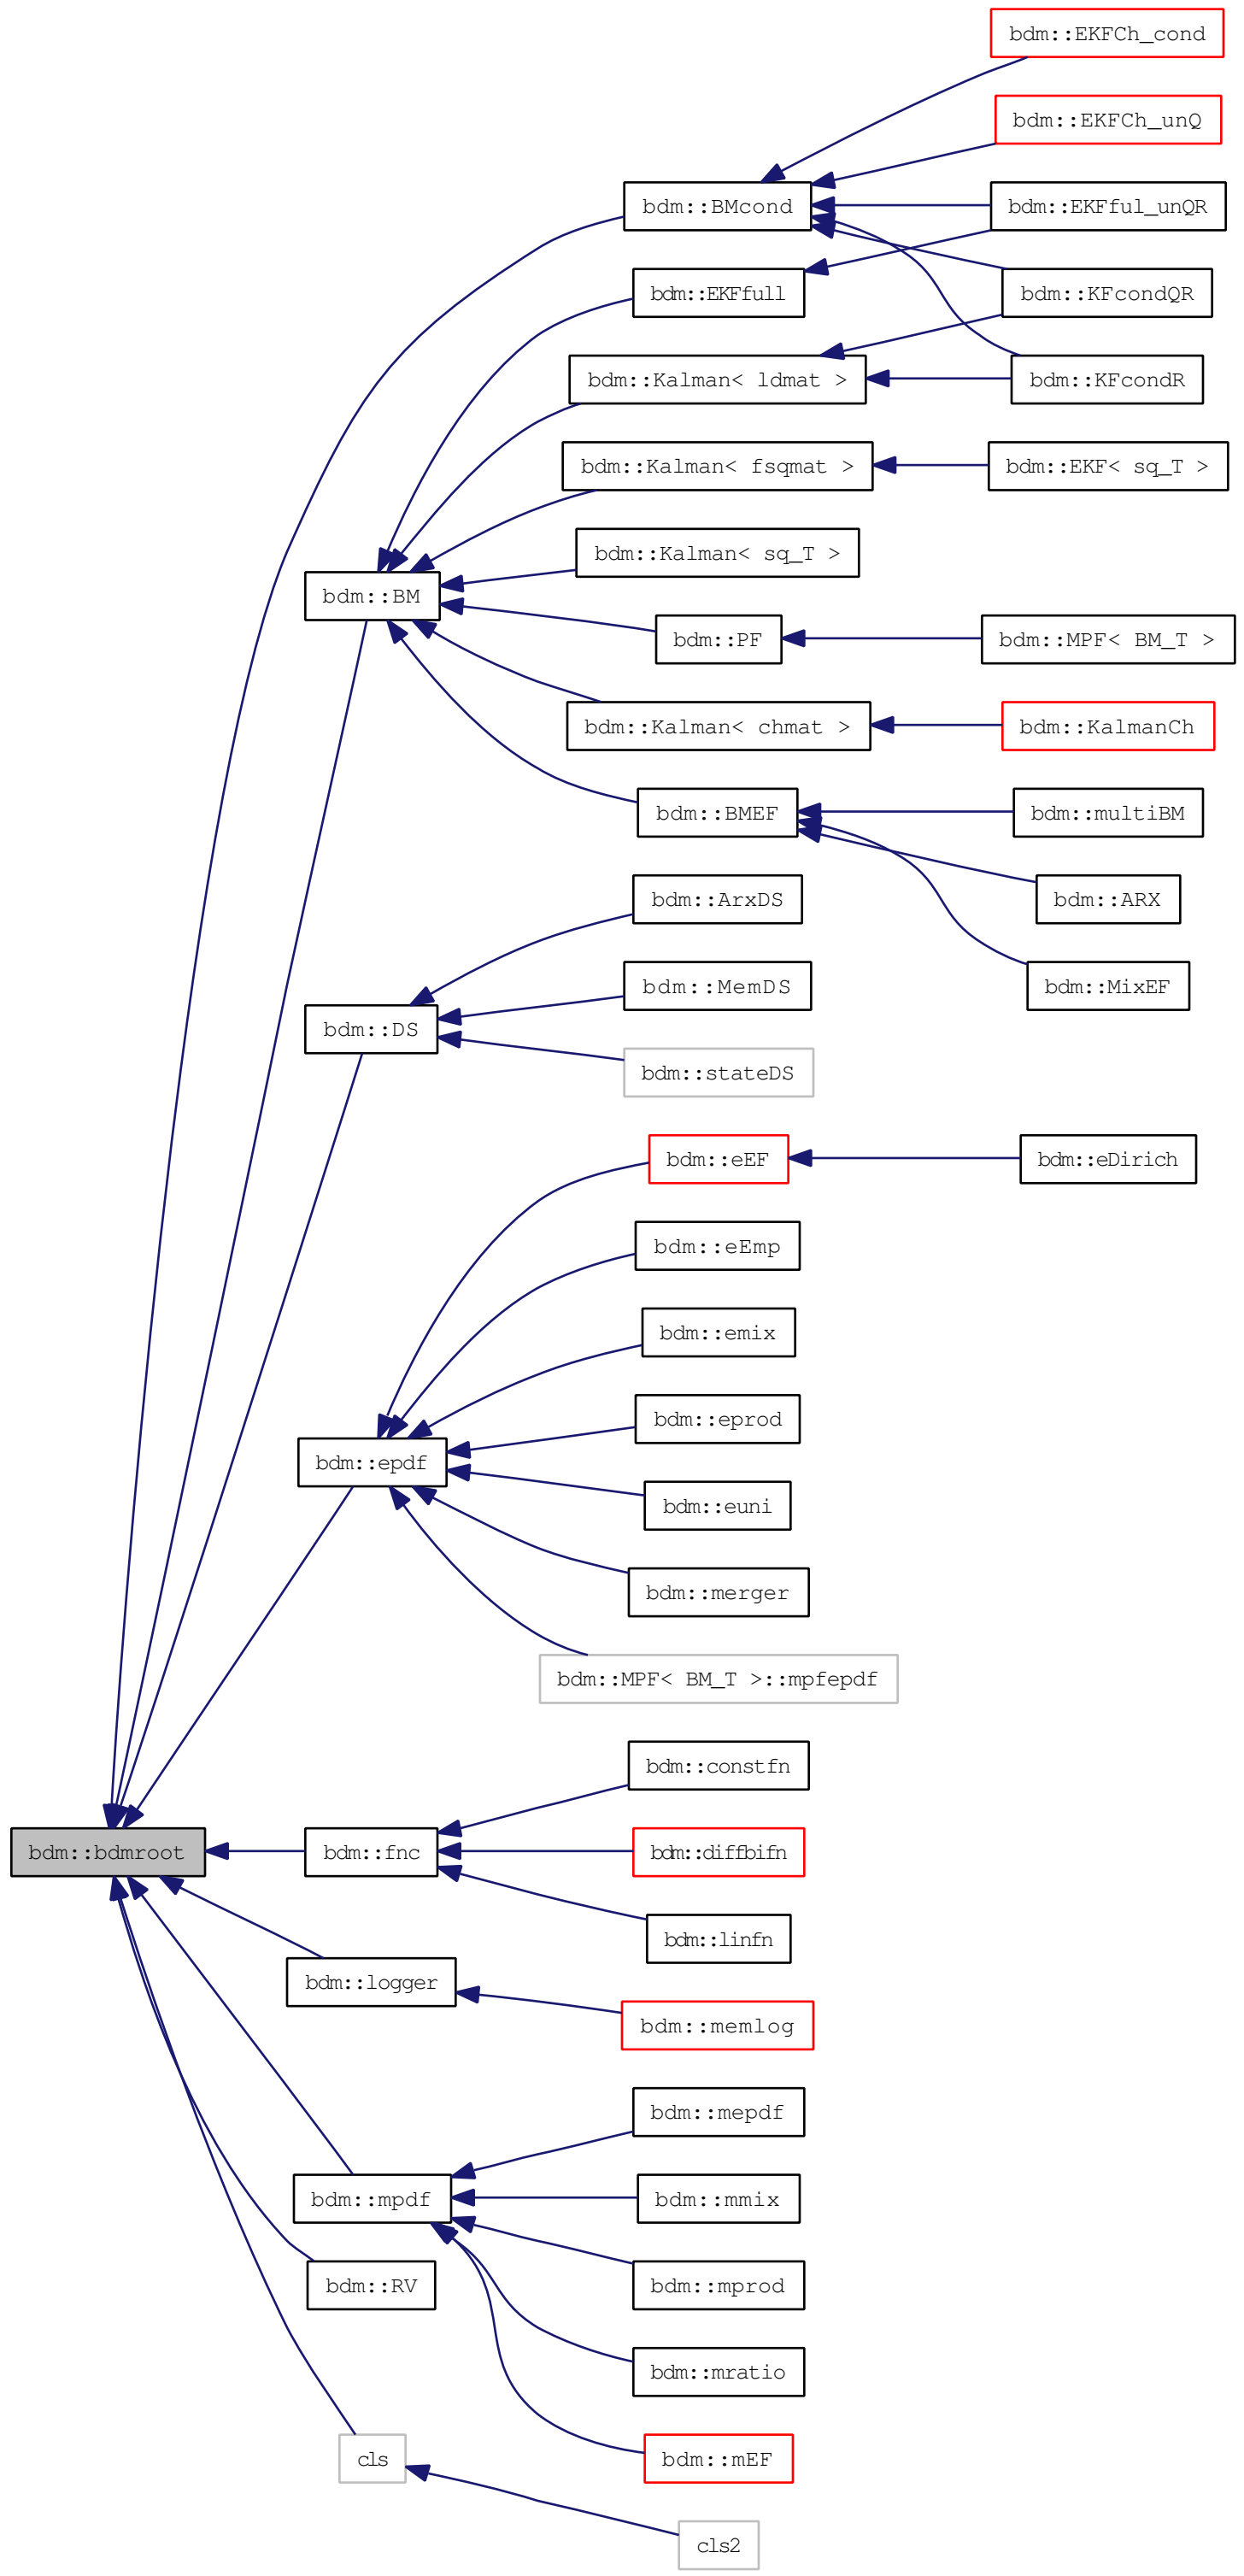 bdm::EKFCh_cond
bdm::EKFCh_unQ
bdm::BMcond
bdm::EKFful_unQR
bdm::EKFfull
bdm::KFcondQR
bdm::Kalman< ldmat >
bdm::KFcondR
bdm::Kalman< fsqmat >
bdm::EKF< sq_T >
bdm::Kalman< sq_T >
bdm::BM
bdm::PF
bdm::MPF< BM_T >
bdm::Kalman< chmat >
bdm::KalmanCh
bdm::BMEF
bdm::multiBM
bdm::ArxDS
bdm::ARX
bdm::MemDS
bdm::MixEF
bdm::DS
bdm::stateDS
bdm::eEF
bdm::eDirich
bdm::eEmp
bdm::emix
bdm::eprod
bdm::epdf
bdm::euni
bdm::merger
bdm::MPF< BM_T >::mpfepdf
bdm::constfn
bdm::bdmroot
bdm::fnc
bdm::diffbifn
bdm::linfn
bdm::logger
bdm::memlog
bdm::mepdf
bdm::mpdf
bdm::mmix
bdm::RV
bdm::mprod
bdm::mratio
cls
bdm::mEF
cls2